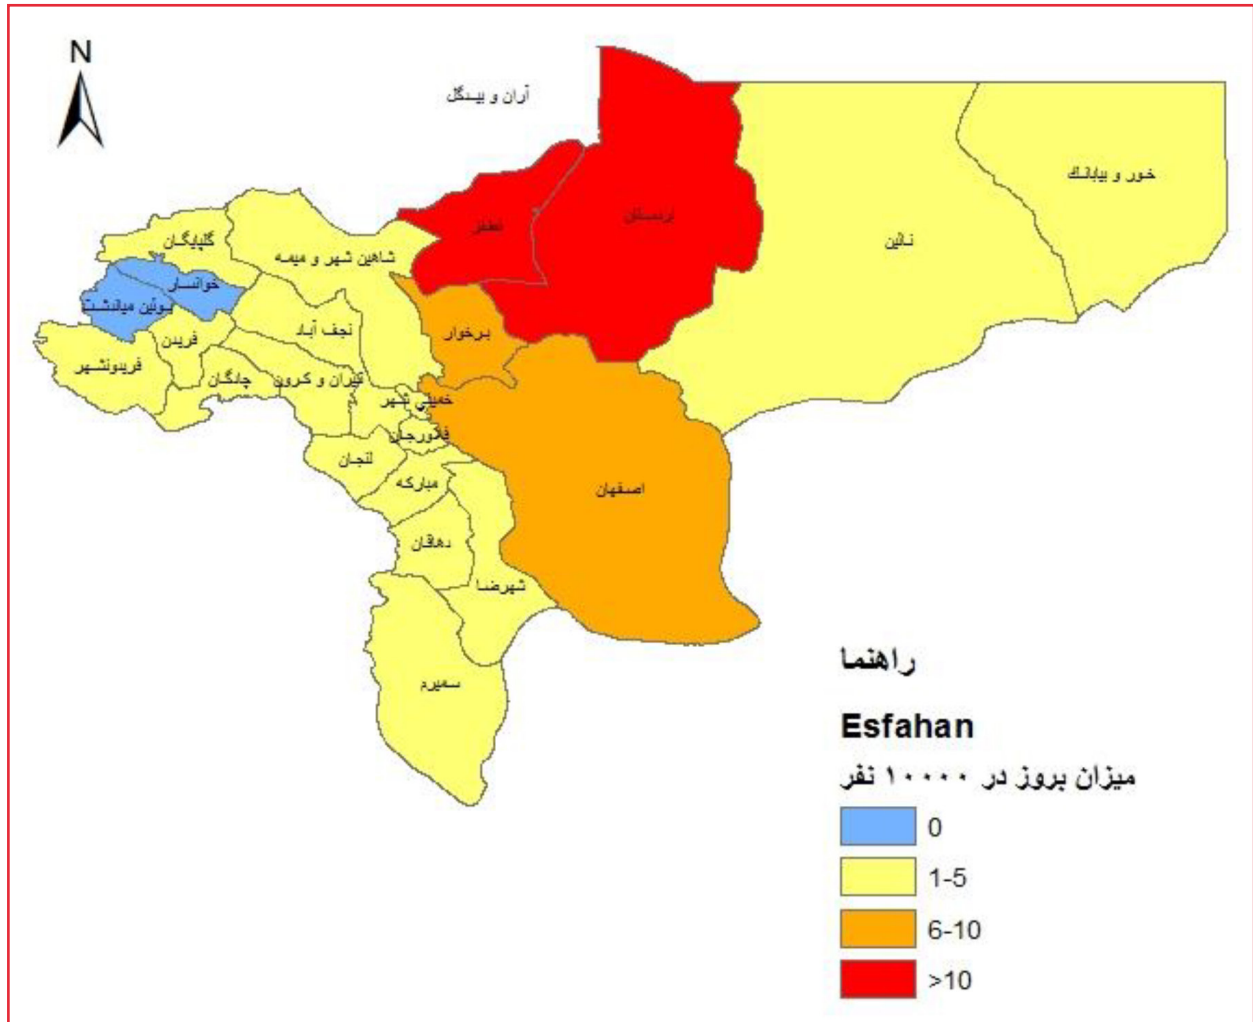 N
آران و بیدگل
خور و بیابانک
اردستان
نطنز
نائین
گلپایگان
شاهین شهر و میمه
خوانسار
بوئین میاندشت
برخوار
نجف آباد
فریدن
فریدونشهر
چادگان
تیران و کرون
خمینی شهر
فلاورجان
لنجان
مبارکه
اصفهان
دهاقان
شهرضا
سمیرم
راهنما
Esfahan
میزان بروز در ۱۰۰۰۰ نفر
0
1-5
6-10
>10